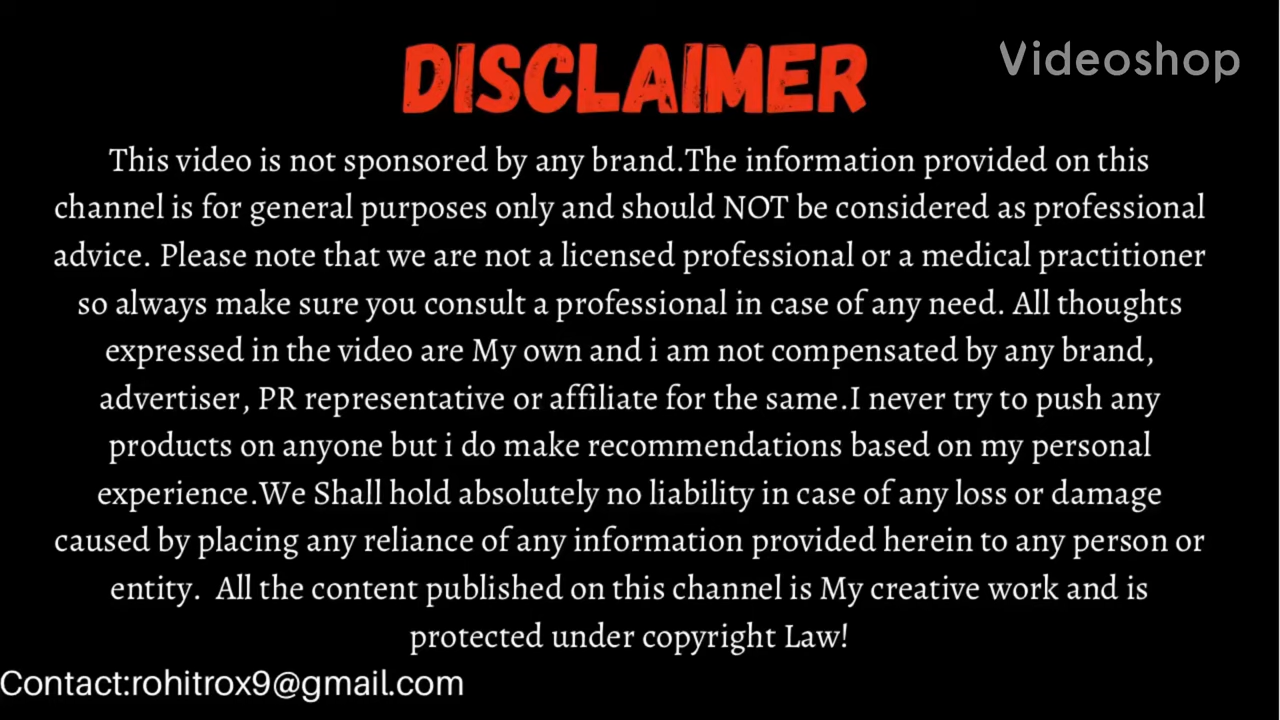 DISCLAIMER
Videoshop
This video is not sponsored by any brand.The information provided on this
channel is for general purposes only and should NOT be considered as professional
advice. Please note that we are not a licensed professional or a medical practitioner
so always make sure you consult a professional in case of any need. All thoughts
expressed in the video are My own and i am not compensated by any brand,
advertiser, PR representative or affiliate for the same.I never try to push any
products on anyone but i do make recommendations based on my personal
experience.We Shall hold absolutely no liability in case of any loss or damage
caused by placing any reliance of any information provided herein to any person or
entity.  All the content published on this channel is My creative work and is
protected under copyright Law!
Contact:rohitrox9@gmail.com